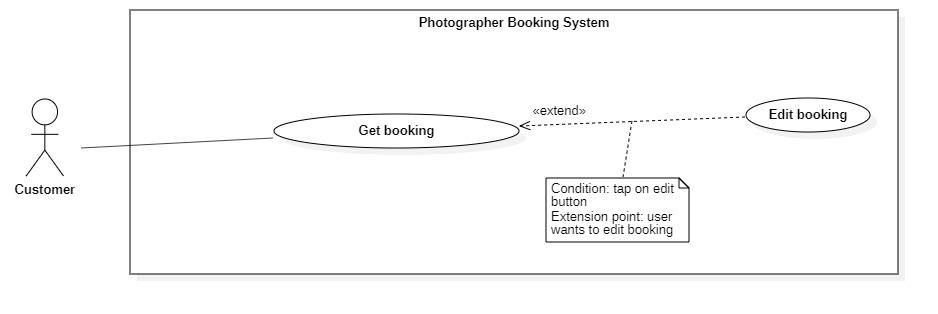 Photographer Booking System
«extend»
Edit booking
Get booking
Customer
Condition: tap on edit
button
Extension point: user
wants to edit booking